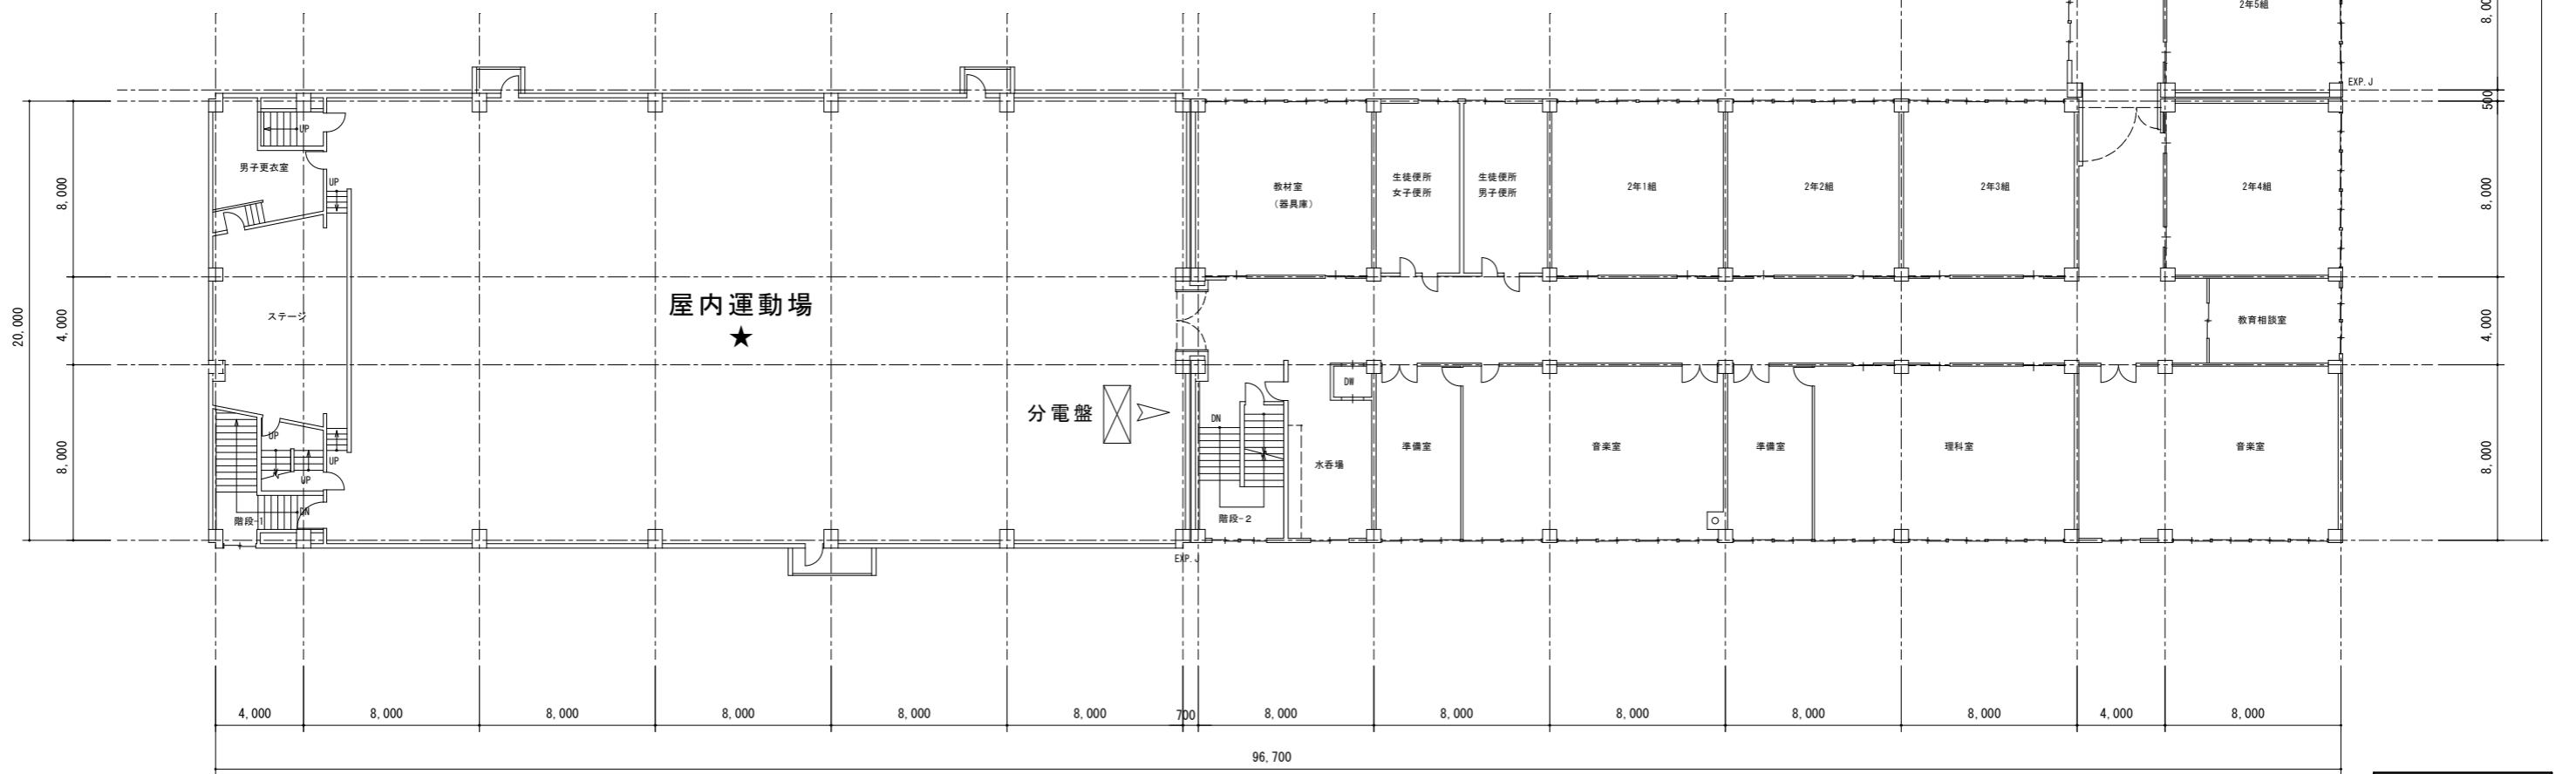 2年5組
8,00
EXP.J
500
UP
男子更衣室
UP
教材室
（器具庫）
生徒便所
女子便所
生徒便所
男子便所
2年1組
2年2組
2年3組
2年4組
8,000
8,000
屋内運動場
★
ステージ
教育相談室
20,000
4,000
4,000
分電盤
DW
DN
UP
UP
UP
DN
階段-1
階段-2
水呑場
準備室
音楽室
準備室
理科室
音楽室
8,000
8,000
EXP.J
4,000
8,000
8,000
8,000
8,000
8,000
700
8,000
8,000
8,000
8,000
8,000
4,000
8,000
96,700